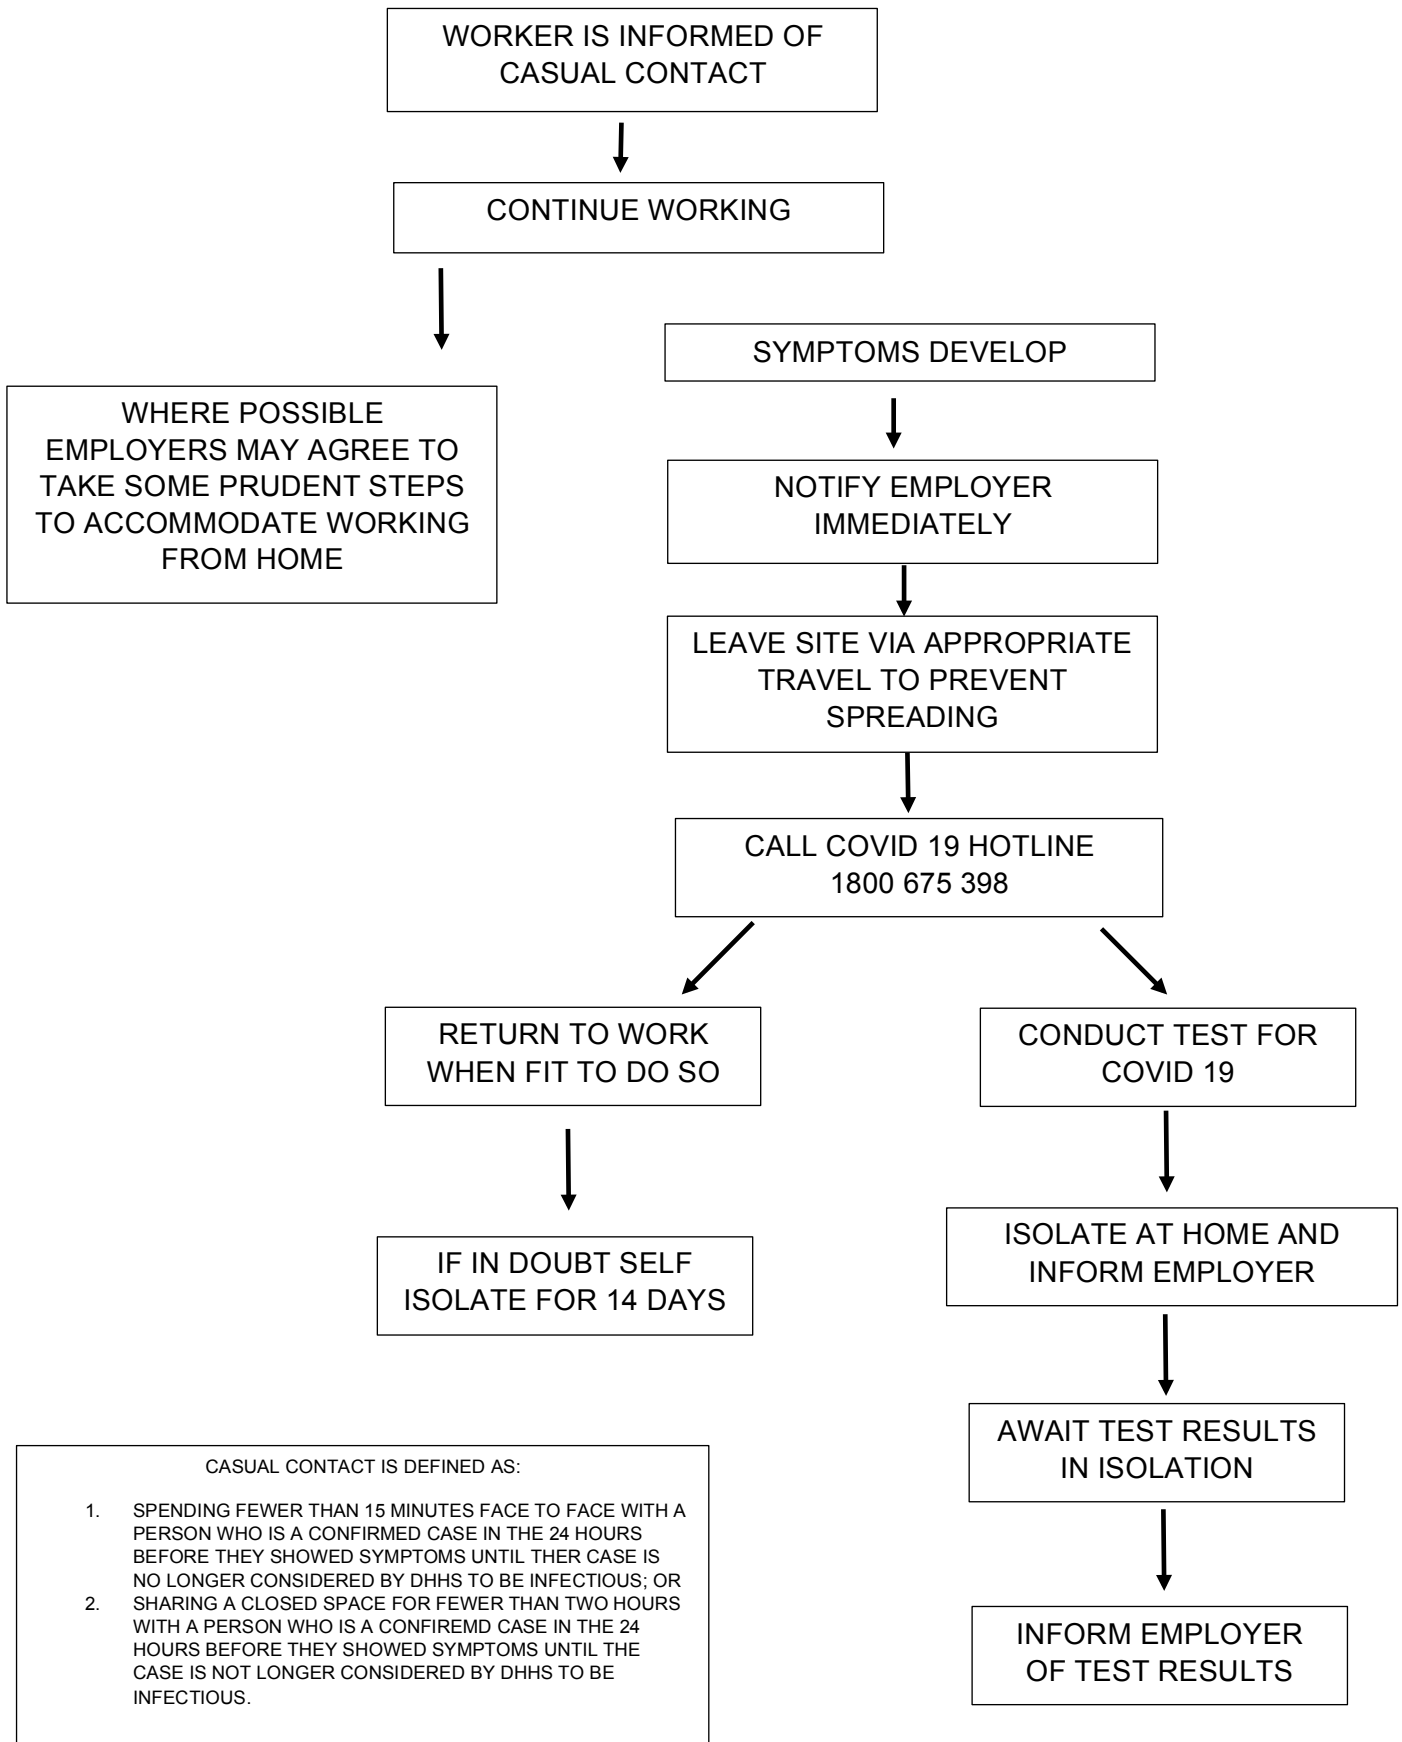 WORKER IS INFORMED OF
CASUAL CONTACT
CONTINUE WORKING
WHERE POSSIBLE
EMPLOYERS MAY AGREE TO
TAKE SOME PRUDENT STEPS
TO ACCOMMODATE WORKING
FROM HOME
SYMPTOMS DEVELOP
NOTIFY EMPLOYER
IMMEDIATELY
LEAVE SITE VIA APPROPRIATE
TRAVEL TO PREVENT
SPREADING
CALL COVID 19 HOTLINE
1800 675 398
RETURN TO WORK
WHEN FIT TO DO SO
IF IN DOUBT SELF
ISOLATE FOR 14 DAYS
CONDUCT TEST FOR
COVID 19
ISOLATE AT HOME AND
INFORM EMPLOYER
AWAIT TEST RESULTS
IN ISOLATION
INFORM EMPLOYER
OF TEST RESULTS
CASUAL CONTACT IS DEFINED AS:
1. SPENDING FEWER THAN 15 MINUTES FACE TO FACE WITH A
PERSON WHO IS A CONFIRMED CASE IN THE 24 HOURS
BEFORE THEY SHOWED SYMPTOMS UNTIL THER CASE IS
NO LONGER CONSIDERED BY DHHS TO BE INFECTIOUS; OR
2. SHARING A CLOSED SPACE FOR FEWER THAN TWO HOURS
WITH A PERSON WHO IS A CONFIREMD CASE IN THE 24
HOURS BEFORE THEY SHOWED SYMPTOMS UNTIL THE
CASE IS NOT LONGER CONSIDERED BY DHHS TO BE
INFECTIOUS.